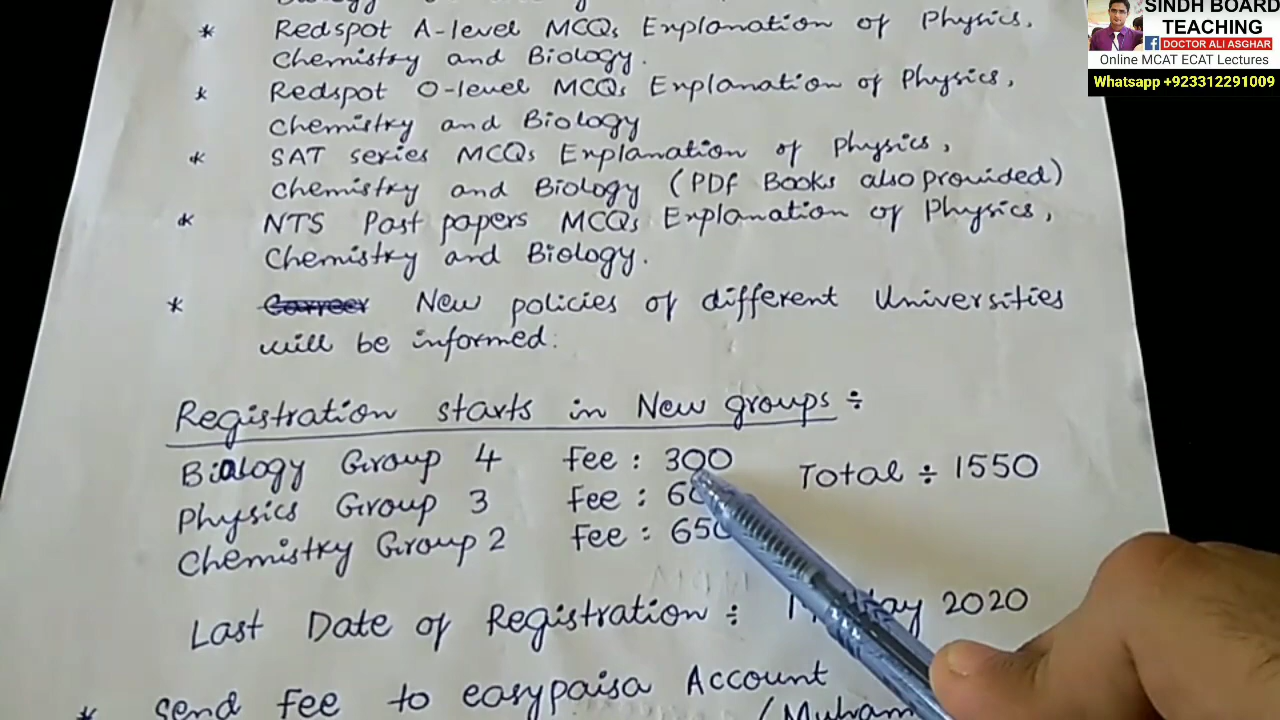 SINDH BOARD
TEACHING
DOCTOR ALI ASGHAR
Online MCAT ECAT Lectures
Whatsapp +923312291009
* Redspot A-level MCQs Explanation of Physics,
Chemistry and Biology.
* Redspot O-level MCQs Explanation of Physics,
Chemistry and Biology
* SAT series MCQs Explanation of Physics,
Chemistry and Biology (PDF Books also provided)
* NTS Past papers MCQs Explanation of Physics,
Chemistry and Biology.
* New policies of different Universities
will be informed.
Registration starts in New groups ÷
Biology Group 4 Fee : 300 Total ÷ 1550
Physics Group 3 Fee :
Chemistry Group 2 Fee : 650
Last Date of Registration ÷ May 2020
* Send Fee to easypaisa Account